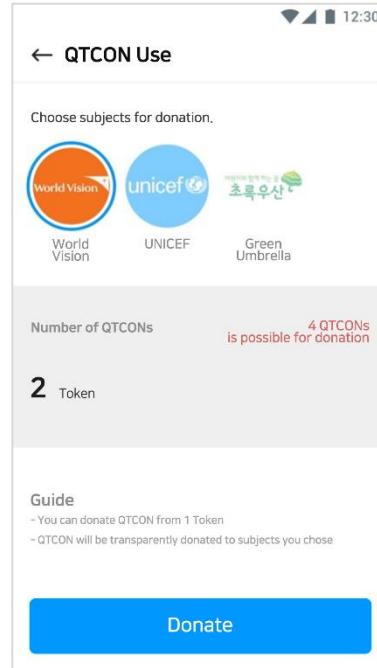 12:30
← QTCON Use
Choose subjects for donation.
World Vision
unicef
초록우산
World
Vision
UNICEF
Green
Umbrella
Number of QTCONs
4 QTCONs
is possible for donation
2 Token
Guide
- You can donate QTCON from 1 Token
- QTCON will be transparently donated to subjects you chose
Donate